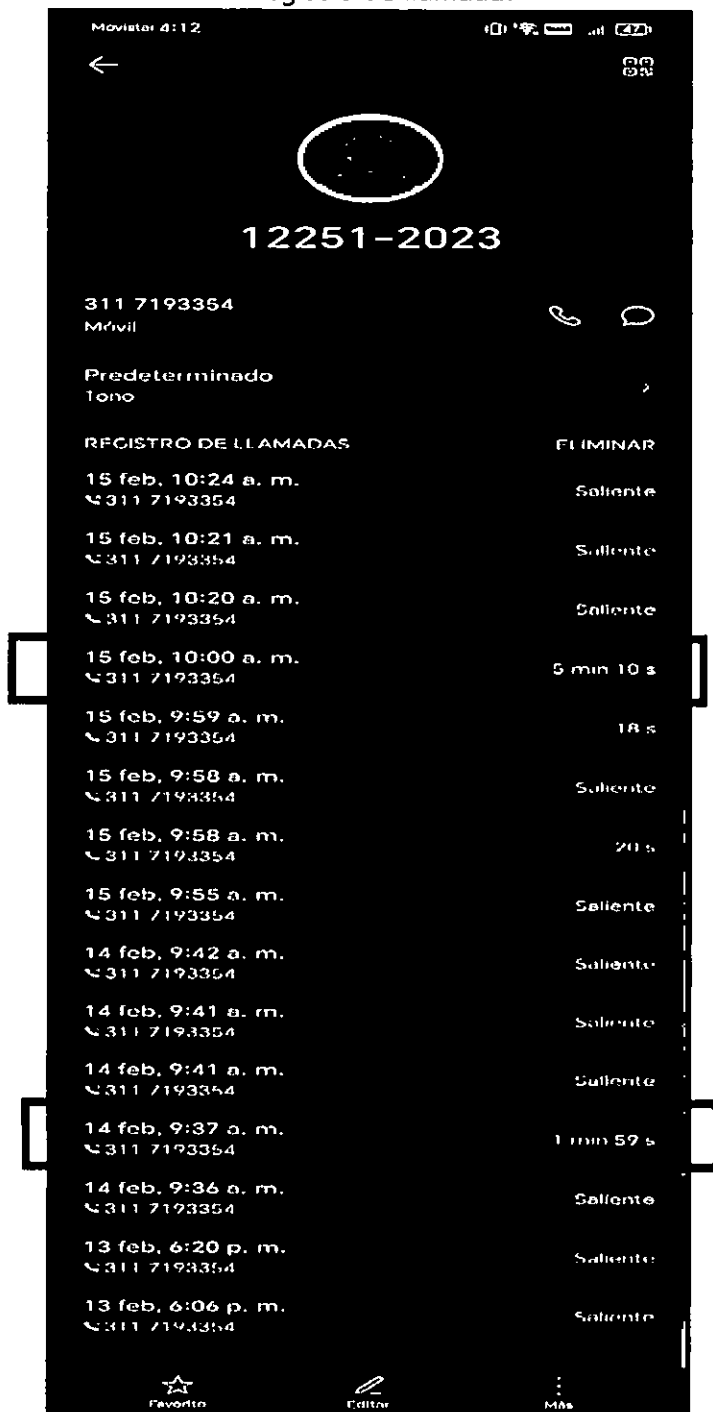 Movistar 4:12
47
12251-2023
311 7193354
Móvil
Predeterminado
Tono
REGISTRO DE LLAMADAS ELIMINAR
15 feb, 10:24 a. m. Saliente
311 7193354
15 feb, 10:21 a. m. Saliente
311 7193354
15 feb, 10:20 a. m. Saliente
311 7193354
15 feb, 10:00 a. m. 5 min 10 s
311 7193354
15 feb, 9:59 a. m. 18 s
311 7193354
15 feb, 9:58 a. m. Saliente
311 7193354
15 feb, 9:58 a. m. 20 s
311 7193354
15 feb, 9:55 a. m. Saliente
311 7193354
14 feb, 9:42 a. m. Saliente
311 7193354
14 feb, 9:41 a. m. Saliente
311 7193354
14 feb, 9:41 a. m. Saliente
311 7193354
14 feb, 9:37 a. m. 1 min 59 s
311 7193354
14 feb, 9:36 a. m. Saliente
311 7193354
13 feb, 6:20 p. m. Saliente
311 7193354
13 feb, 6:06 p. m. Saliente
311 7193354
Favorito Editar Más